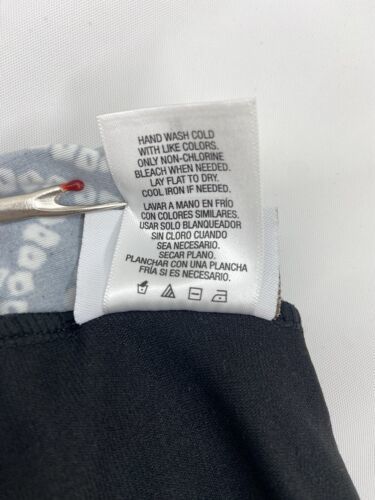 HAND WASH COLD
WITH LIKE COLORS.
ONLY NON-CHLORINE
BLEACH WHEN NEEDED.
LAY FLAT TO DRY.
COOL IRON IF NEEDED.
LAVAR A MANO EN FRÍO
CON COLORES SIMILARES.
USAR SOLO BLANQUEADOR
SIN CLORO CUANDO
SEA NECESARIO.
SECAR PLANO.
PLANCHAR CON UNA PLANCHA
FRÍA SI ES NECESARIO.